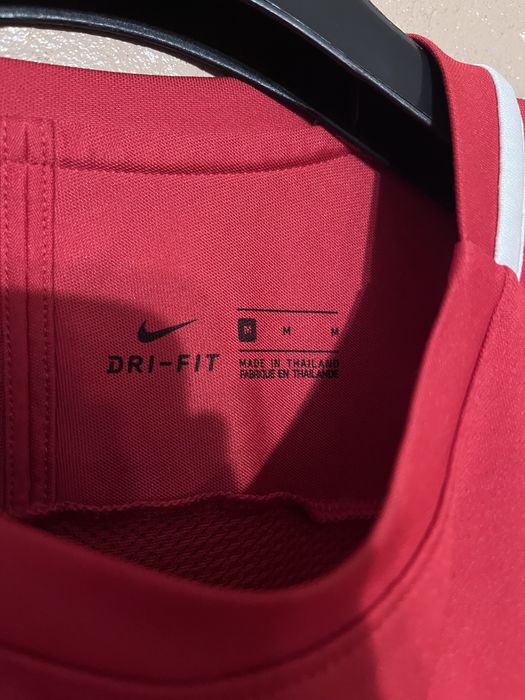 DRI-FIT
M M M
MADE IN THAILAND
FABRIQUÉ EN THAÏLANDE